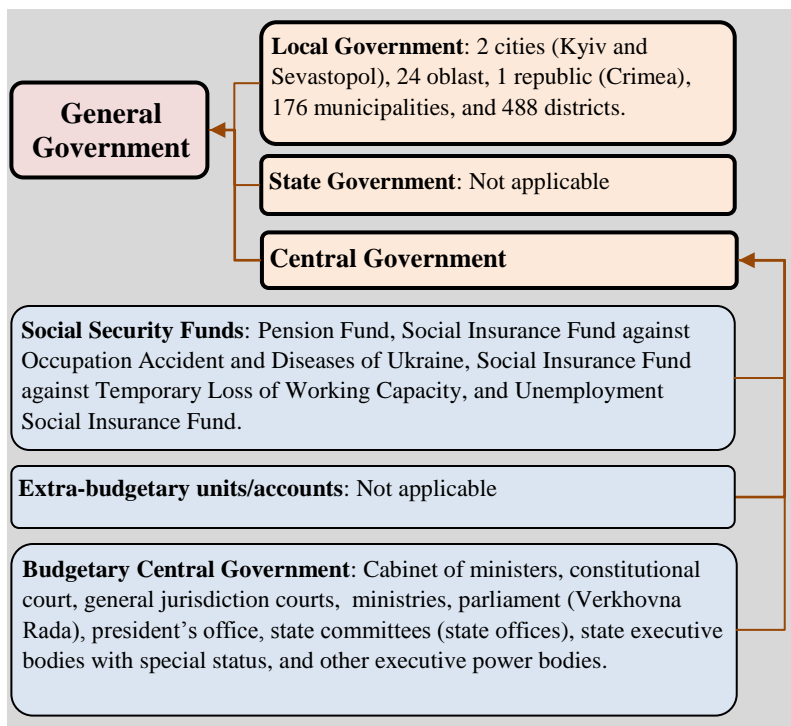 General
Government
Local Government: 2 cities (Kyiv and
Sevastopol), 24 oblast, 1 republic (Crimea),
176 municipalities, and 488 districts.
State Government: Not applicable
Central Government
Social Security Funds: Pension Fund, Social Insurance Fund against
Occupation Accident and Diseases of Ukraine, Social Insurance Fund
against Temporary Loss of Working Capacity, and Unemployment
Social Insurance Fund.
Extra-budgetary units/accounts: Not applicable
Budgetary Central Government: Cabinet of ministers, constitutional
court, general jurisdiction courts,  ministries, parliament (Verkhovna
Rada), president’s office, state committees (state offices), state executive
bodies with special status, and other executive power bodies.